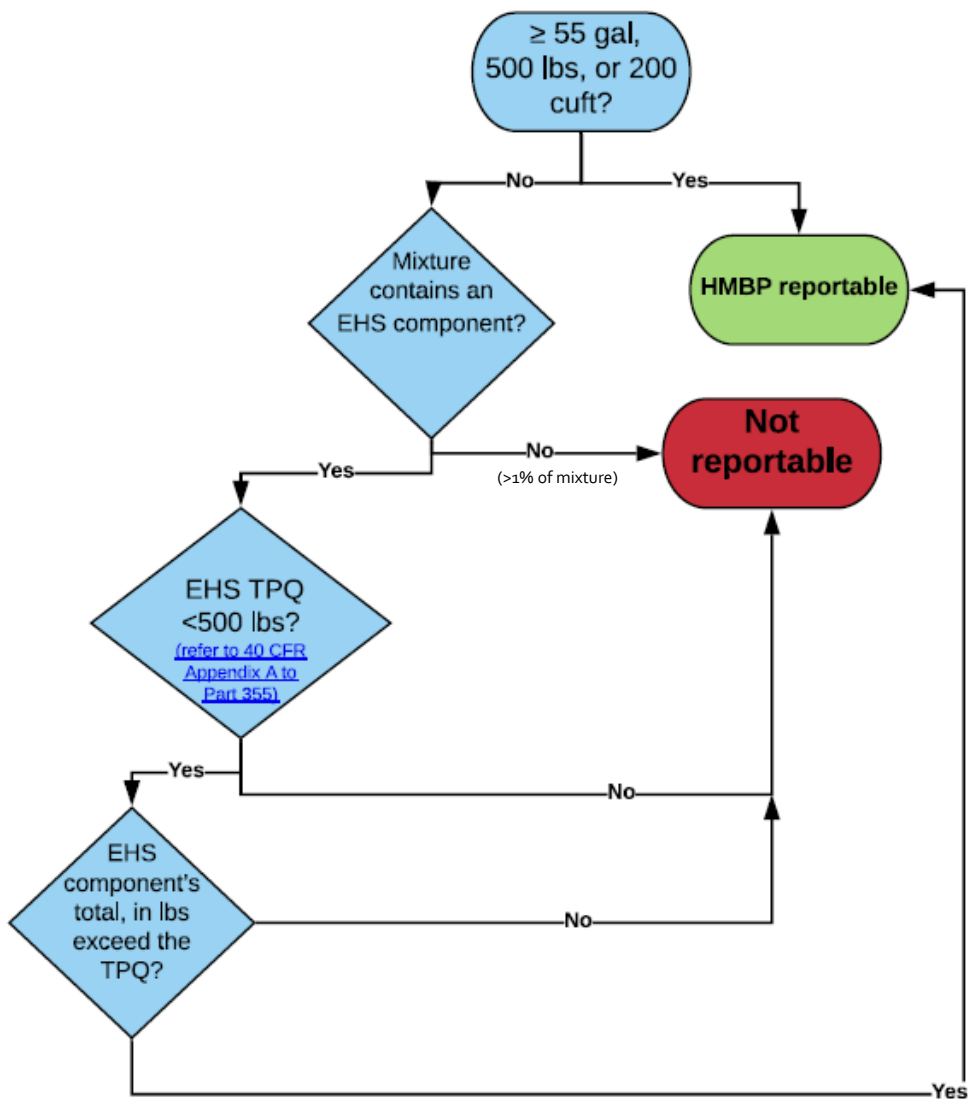 ≥ 55 gal,
500 lbs, or 200
cuft?
No
Yes
Mixture
contains an
EHS component?
HMBP reportable
Not
reportable
No
(>1% of mixture)
Yes
EHS TPQ
<500 lbs?
(refer to 40 CFR
Appendix A to
Part 355)
Yes
No
EHS
component's
total, in lbs
exceed the
TPQ?
No
Yes